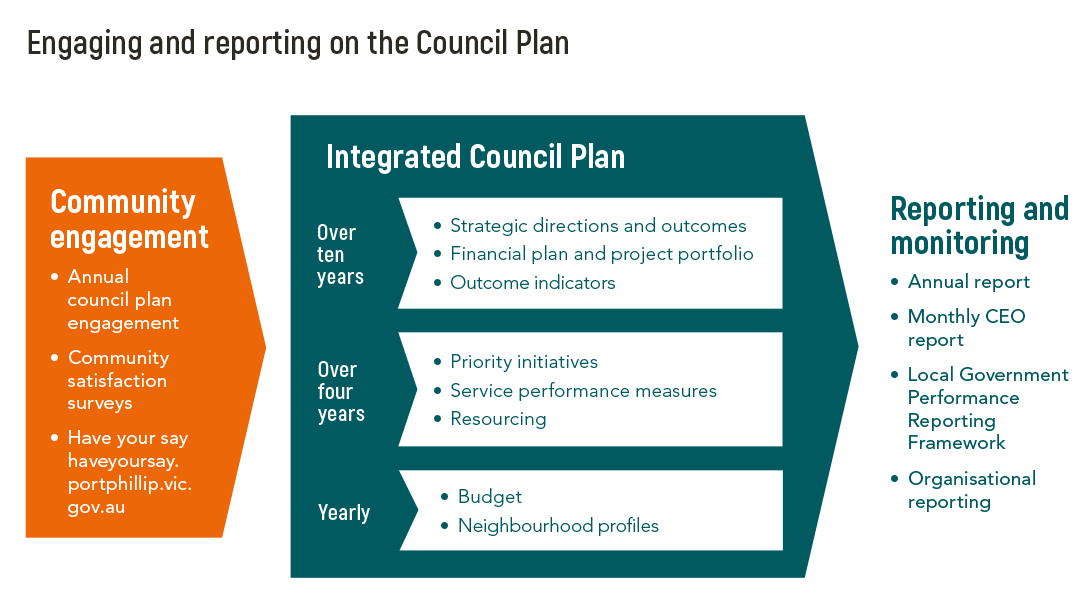 Engaging and reporting on the Council Plan
Community
engagement
• Annual
council plan
engagement
• Community
satisfaction
surveys
• Have your say
haveyoursay.
portphillip.vic.
gov.au
Integrated Council Plan
Over
ten
years
• Strategic directions and outcomes
• Financial plan and project portfolio
• Outcome indicators
Over
four
years
• Priority initiatives
• Service performance measures
• Resourcing
Yearly
• Budget
• Neighbourhood profiles
Reporting and
monitoring
• Annual report
• Monthly CEO
report
• Local Government
Performance
Reporting
Framework
• Organisational
reporting